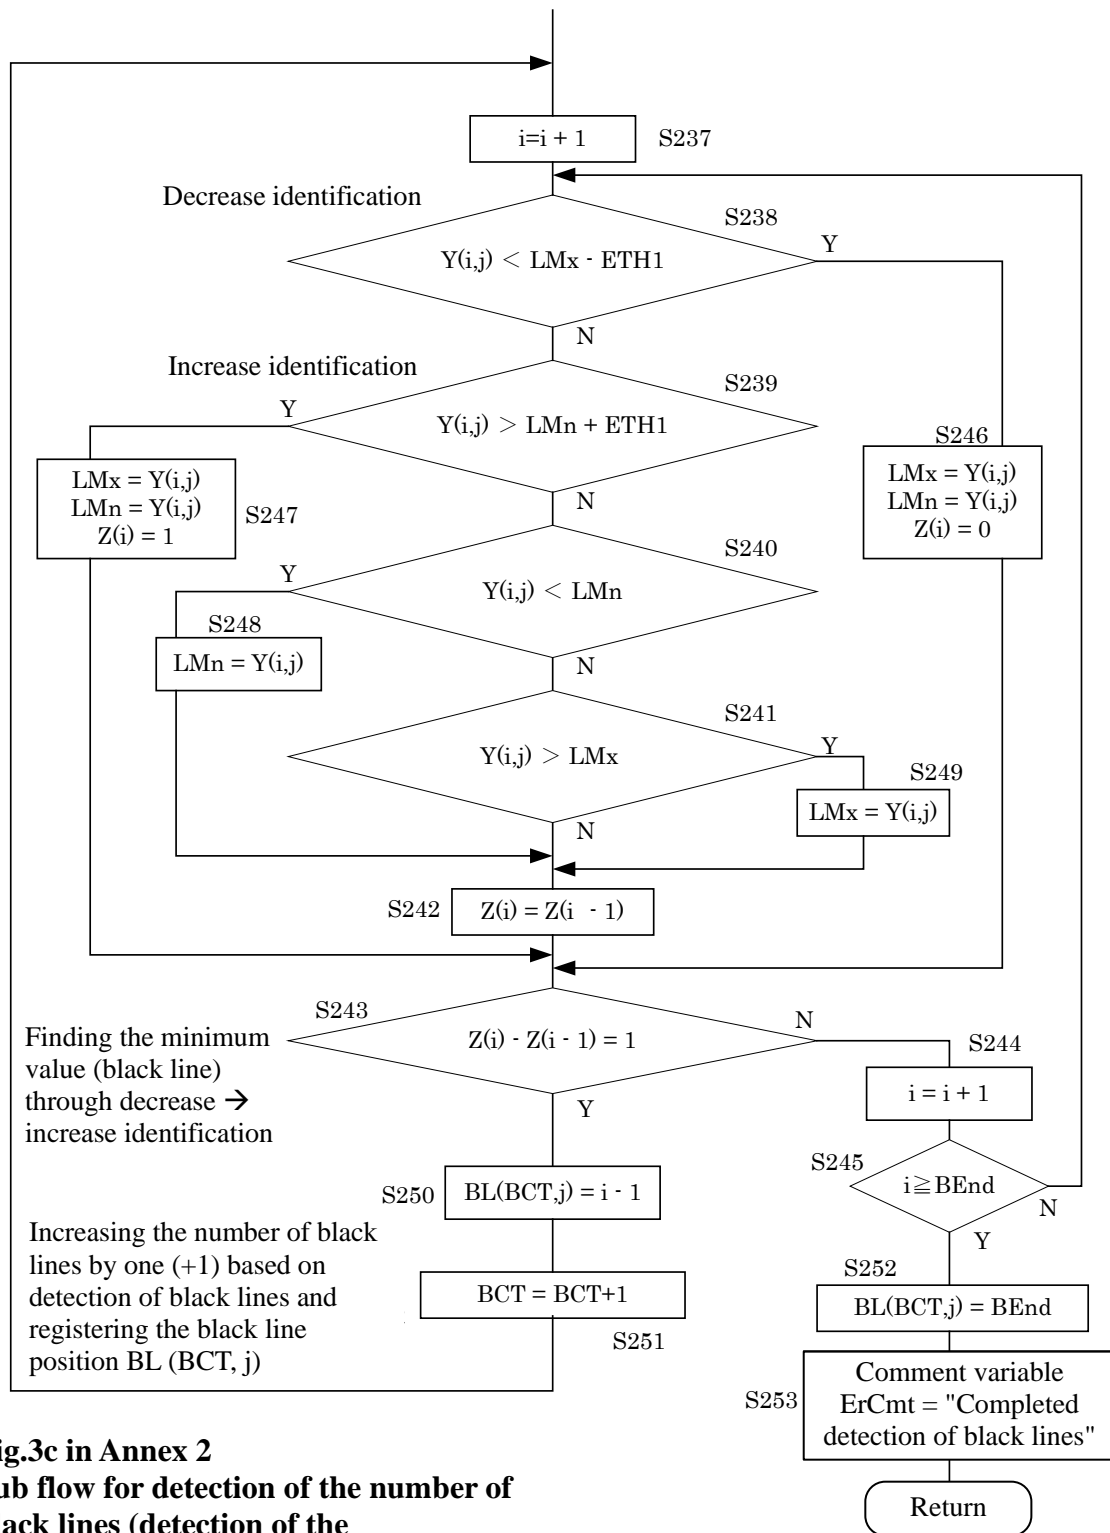 i=i + 1
S237
Decrease identification
S238
Y(i,j) < LMx - ETH1
Y
N
Increase identification
S239
Y
Y(i,j) > LMn + ETH1
N
S246
LMx = Y(i,j)
LMn = Y(i,j)
Z(i) = 0
LMx = Y(i,j)
LMn = Y(i,j)
Z(i) = 1
S247
S240
Y
Y(i,j) < LMn
N
S248
LMn = Y(i,j)
S241
Y(i,j) > LMx
Y
N
S249
LMx = Y(i,j)
S242
Z(i) = Z(i - 1)
S243
Z(i) - Z(i - 1) = 1
N
Y
Finding the minimum
value (black line)
through decrease →
increase identification
S244
i = i + 1
S245
i≧BEnd
N
Y
S250
BL(BCT,j) = i - 1
Increasing the number of black
lines by one (+1) based on
detection of black lines and
registering the black line
position BL (BCT, j)
BCT = BCT+1
S251
S252
BL(BCT,j) = BEnd
S253
Comment variable
ErCmt = "Completed
detection of black lines"
Return
ig.3c in Annex 2
ub flow for detection of the number of
lack lines (detection of the